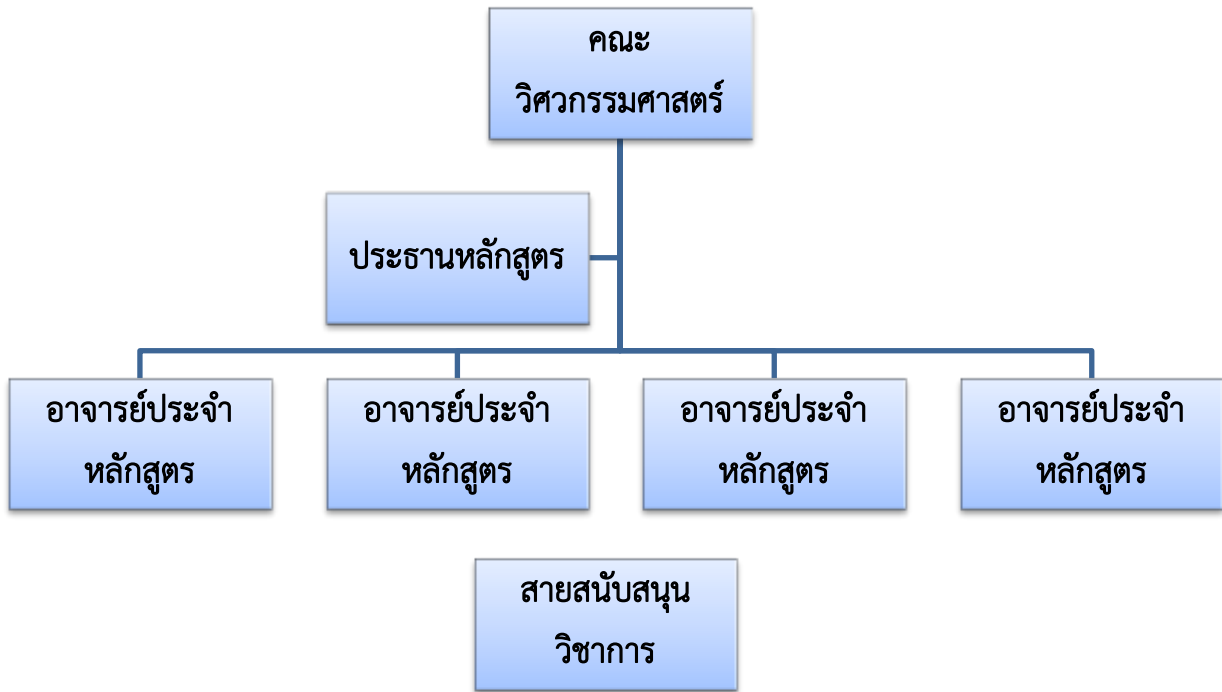 คณะ
วิศวกรรมศาสตร์
ประธานหลักสูตร
อาจารย์ประจำ
หลักสูตร
อาจารย์ประจำ
หลักสูตร
อาจารย์ประจำ
หลักสูตร
อาจารย์ประจำ
หลักสูตร
สายสนับสนุน
วิชาการ